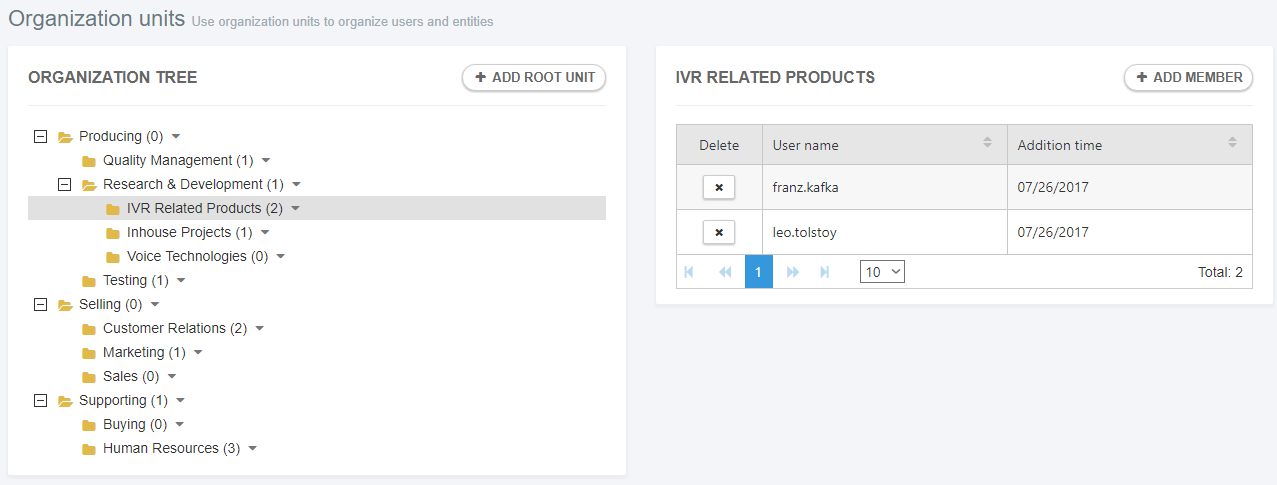 Organization units Use organization units to organize users and entities
ORGANIZATION TREE
ADD ROOT UNIT
Producing (0)
Quality Management (1)
Research & Development (1)
IVR Related Products (2)
Inhouse Projects (1)
Voice Technologies (0)
Testing (1)
Selling (0)
Customer Relations (2)
Marketing (1)
Sales (0)
Supporting (1)
Buying (0)
Human Resources (3)
IVR RELATED PRODUCTS
ADD MEMBER
Delete User name Addition time
franz.kafka 07/26/2017
leo.tolstoy 07/26/2017
1 10 Total: 2